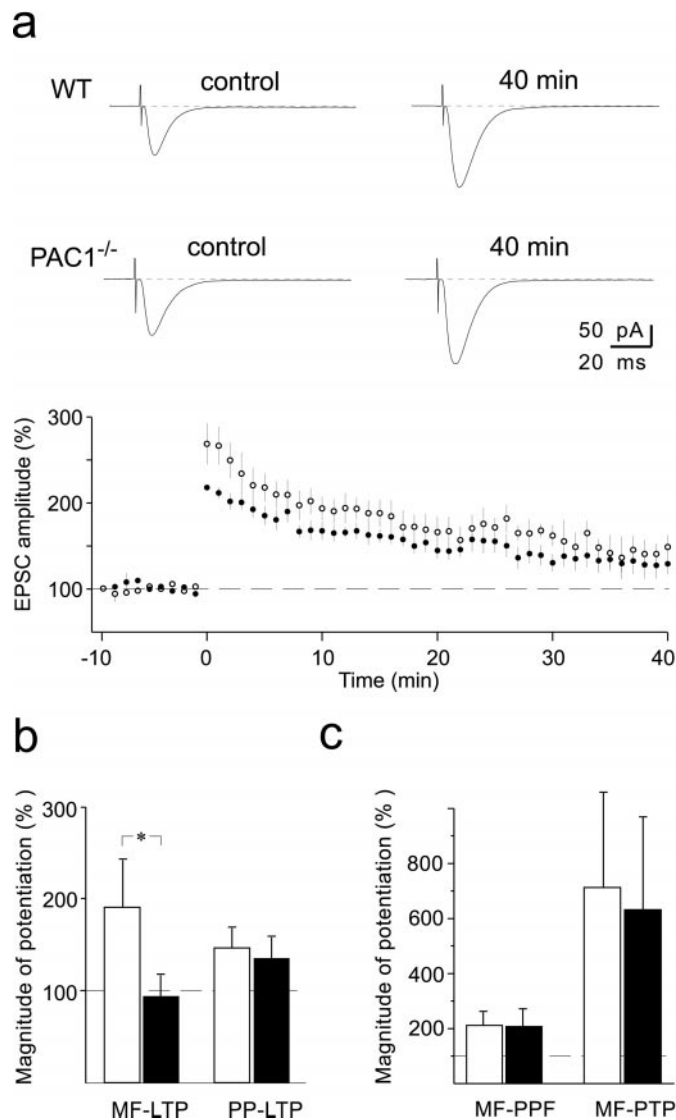 a
WT control 40 min
PAC1-/- control 40 min
50 pA
20 ms
300
200
100
EPSC amplitude (%)
-10 0 10 20 30 40
Time (min)
b
300
200
100
Magnitude of potentiation (% )
*
MF-LTP PP-LTP
c
800
600
400
200
Magnitude of potentiation (% )
MF-PPF MF-PTP